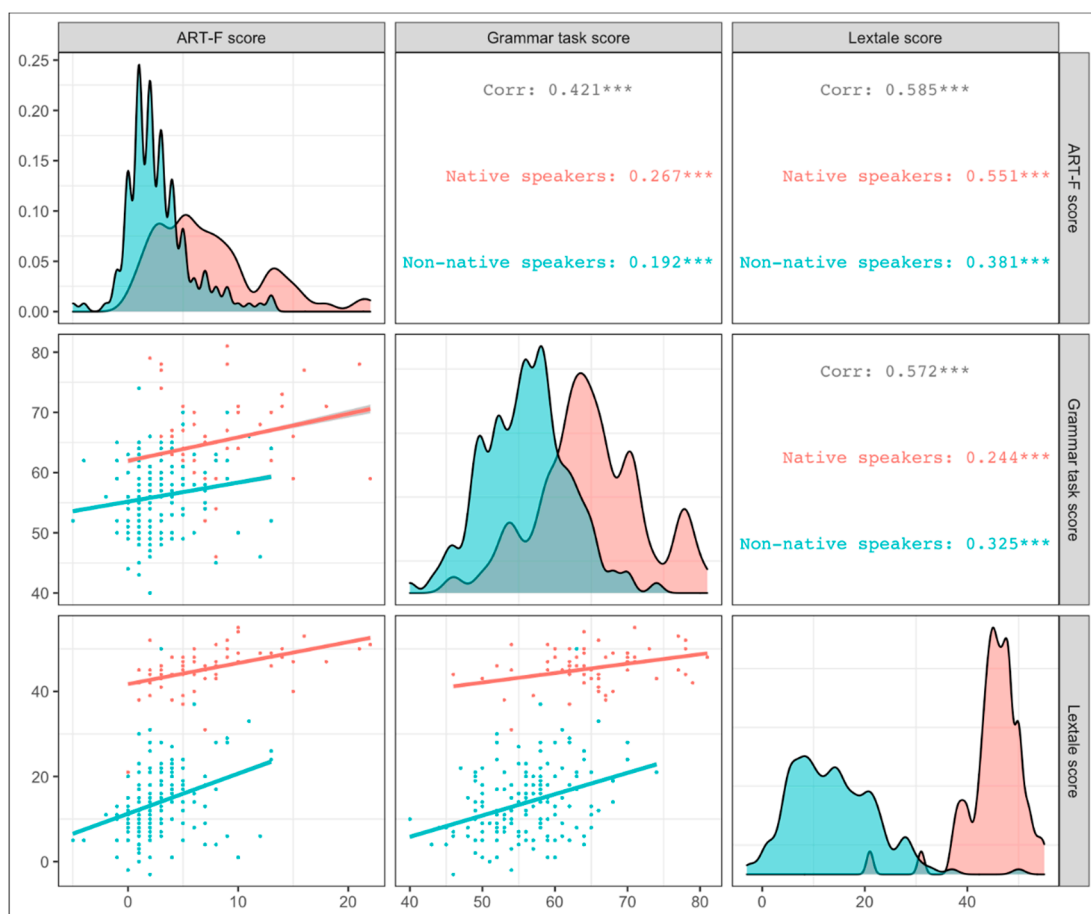 ART-F score Grammar task score Lextale score
0.25
0.20
0.15
0.10
0.05
0.00
Corr: 0.421***
Native speakers: 0.267***
Non-native speakers: 0.192***
Corr: 0.585***
Native speakers: 0.551***
Non-native speakers: 0.381***
ART-F score
80
70
60
50
40
Corr: 0.572***
Native speakers: 0.244***
Non-native speakers: 0.325***
Grammar task score
40
20
0
Lextale score
0 10 20 40 50 60 70 80 0 20 40